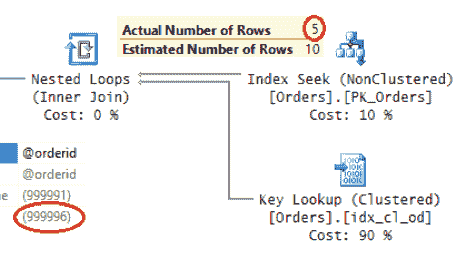 Actual Number of Rows 5
Estimated Number of Rows 10
Nested Loops
(Inner Join)
Cost: 0 %
Index Seek (NonClustered)
[Orders].[PK_Orders]
Cost: 10 %
@orderid
@orderid
(999991)
(999996)
Key Lookup (Clustered)
[Orders].[idx_cl_od]
Cost: 90 %